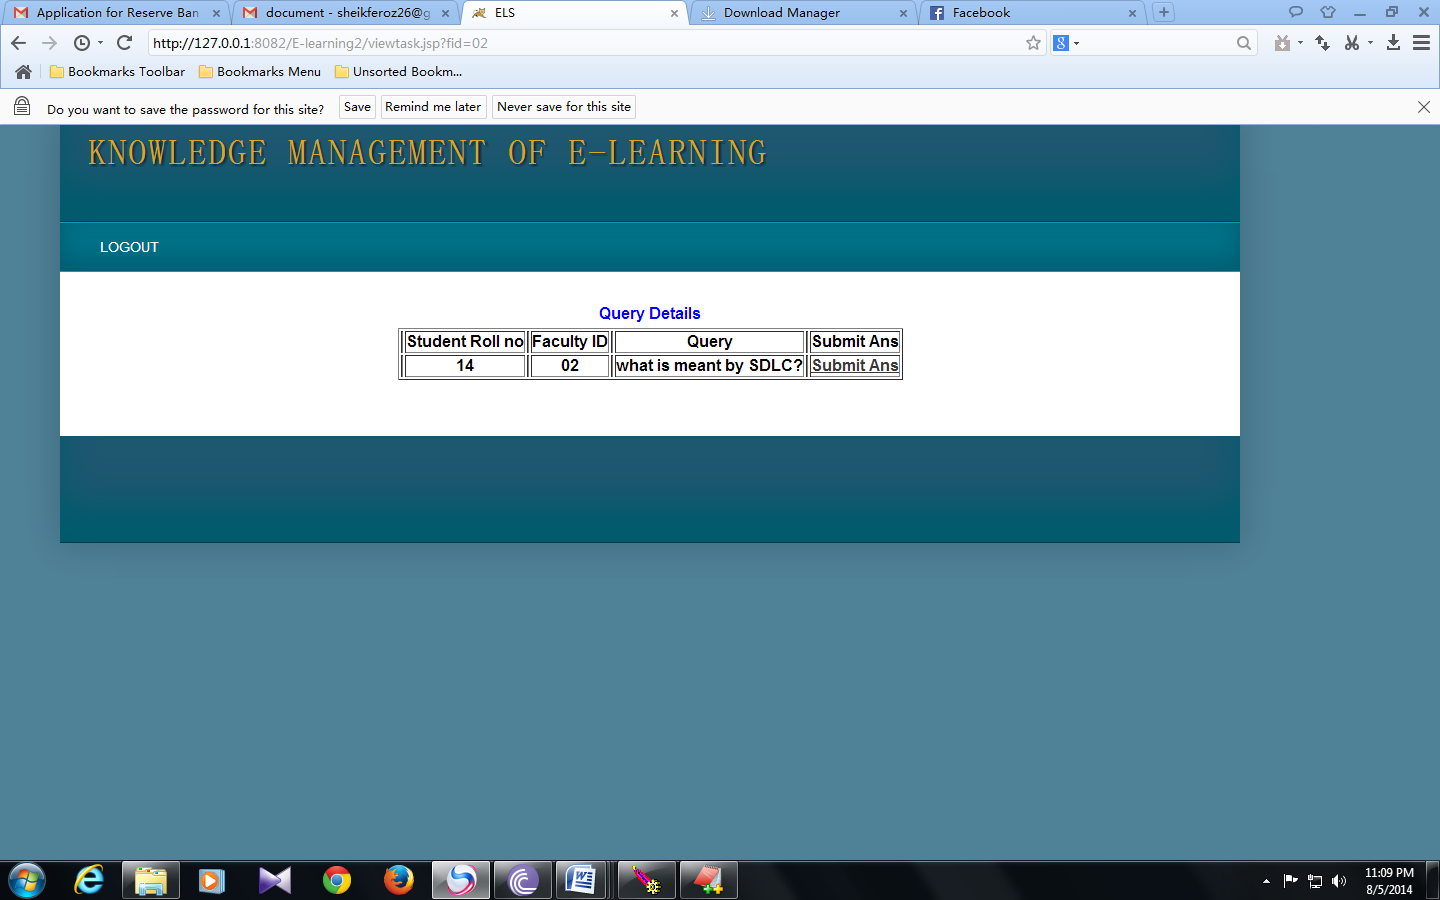 Application for Reserve Ban
document - sheikferoz26@g
ELS
Download Manager
Facebook
http://127.0.0.1:8082/E-learning2/viewtask.jsp?fid=02
Bookmarks Toolbar
Bookmarks Menu
Unsorted Bookm...
Do you want to save the password for this site?
Save
Remind me later
Never save for this site
KNOWLEDGE MANAGEMENT OF E-LEARNING
LOGOUT
Query Details
Student Roll no Faculty ID Query Submit Ans
14 02 what is meant by SDLC? Submit Ans
11:09 PM
8/5/2014